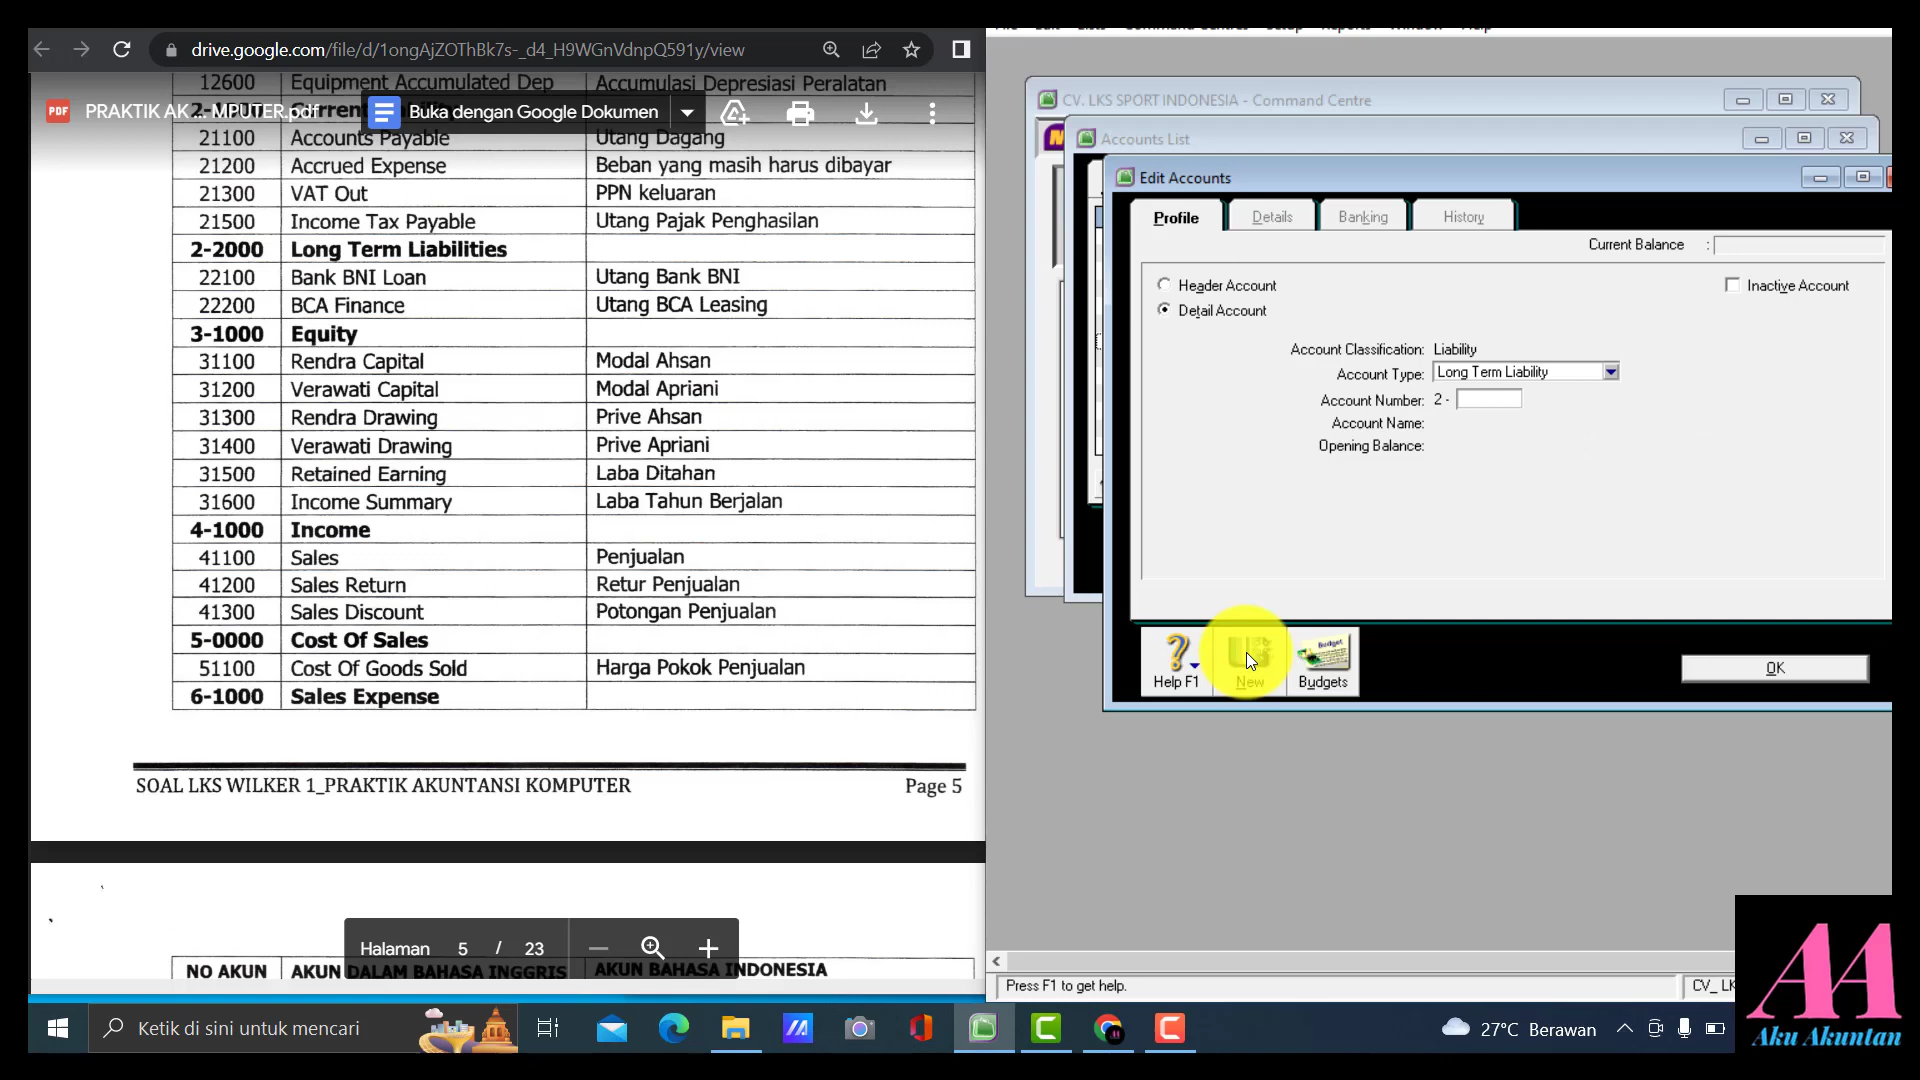 drive.google.com/file/d/1ongAjZOThBk7s-_d4_H9WGnVdnpQ591y/view
PRAKTIK AK ... MPUTER.pdf
Buka dengan Google Dokumen
12600 Equipment Accumulated Dep Accumulasi Depresiasi Peralatan
21100 Accounts Payable Utang Dagang
21200 Accrued Expense Beban yang masih harus dibayar
21300 VAT Out PPN keluaran
21500 Income Tax Payable Utang Pajak Penghasilan
2-2000 Long Term Liabilities
22100 Bank BNI Loan Utang Bank BNI
22200 BCA Finance Utang BCA Leasing
3-1000 Equity
31100 Rendra Capital Modal Ahsan
31200 Verawati Capital Modal Apriani
31300 Rendra Drawing Prive Ahsan
31400 Verawati Drawing Prive Apriani
31500 Retained Earning Laba Ditahan
31600 Income Summary Laba Tahun Berjalan
4-1000 Income
41100 Sales Penjualan
41200 Sales Return Retur Penjualan
41300 Sales Discount Potongan Penjualan
5-0000 Cost Of Sales
51100 Cost Of Goods Sold Harga Pokok Penjualan
6-1000 Sales Expense
SOAL LKS WILKER 1_PRAKTIK AKUNTANSI KOMPUTER Page 5
Halaman 5 / 23
NO AKUN AKUN DALAM BAHASA INGGRIS AKUN BAHASA INDONESIA
CV. LKS SPORT INDONESIA - Command Centre
Accounts List
Edit Accounts
Profile Details Banking History
Current Balance :
Header Account
Inactive Account
Detail Account
Account Classification: Liability
Account Type: Long Term Liability
Account Number: 2 -
Account Name:
Opening Balance:
Help F1 New Budgets
OK
Press F1 to get help.
CV_ LK
Ketik di sini untuk mencari
27°C Berawan
Aku Akuntan